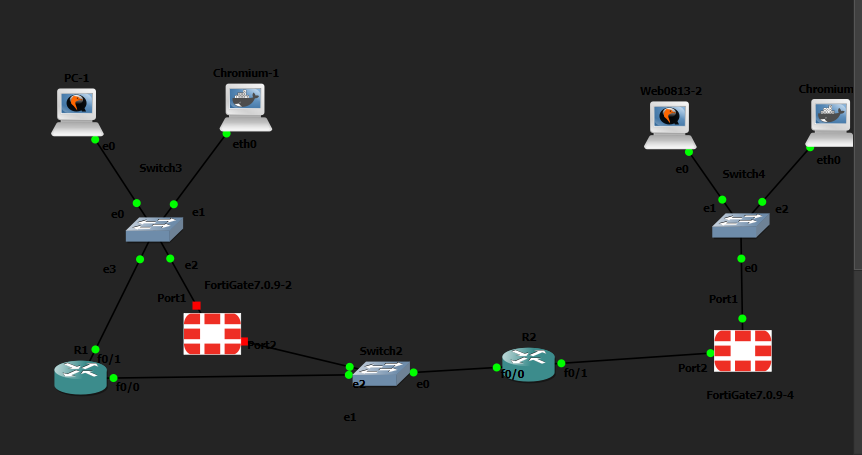 PC-1
Chromium-1
Web0813-2
Chromium
e0
eth0
Switch3
e0
eth0
Switch4
e0
e1
e1
e2
e3
e2
e0
FortiGate7.0.9-2
Port1
Port1
R1
f0/1
Port2
Switch2
R2
f0/0
e2
e0
f0/0
f0/1
Port2
FortiGate7.0.9-4
e1